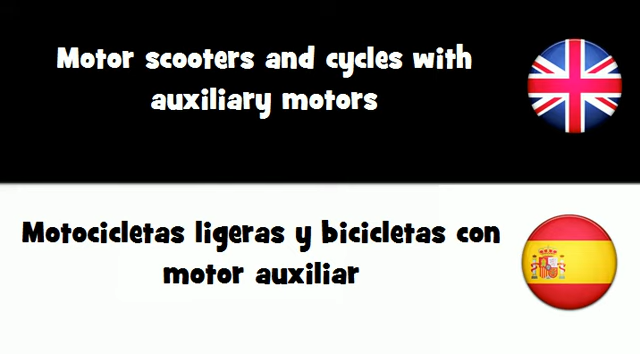 Motor scooters and cycles with
auxiliary motors
Motocicletas ligeras y bicicletas con
motor auxiliar